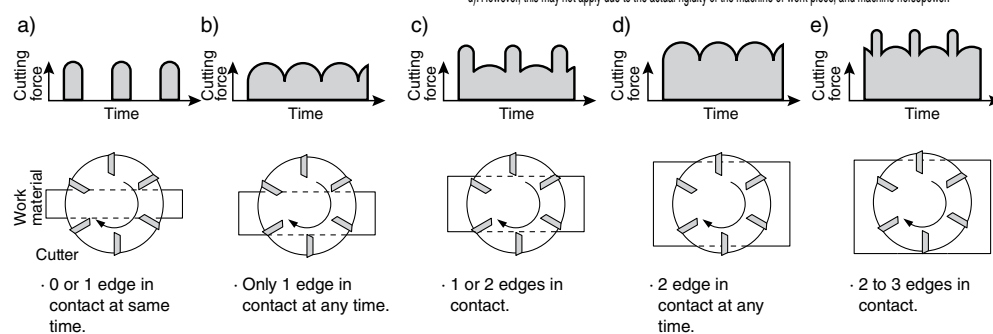 a). However, this may not apply due to the actual rigidity of the machine or work piece, and machine horsepower.
a)
b)
c)
d)
e)
Cutting
force
Time
Cutting
force
Time
Cutting
force
Time
Cutting
force
Time
Cutting
force
Time
Work
material
Cutter
· 0 or 1 edge in
contact at same
time.
· Only 1 edge in
contact at any time.
· 1 or 2 edges in
contact.
· 2 edge in
contact at any
time.
· 2 to 3 edges in
contact.